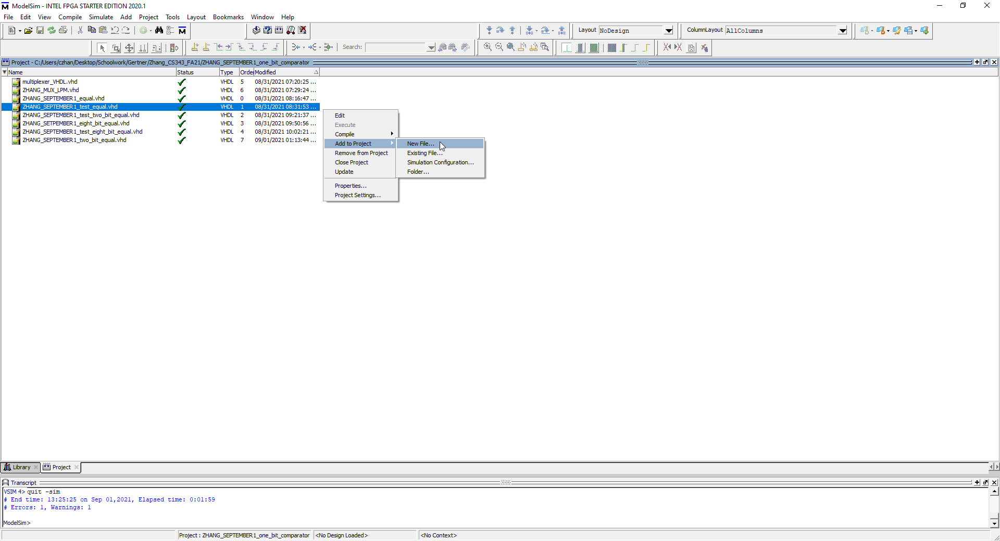 ModelSim - INTEL FPGA STARTER EDITION 2020.1
File Edit View Compile Simulate Add Project Tools Layout Bookmarks Window Help
Layout NoDesign ColumnLayout AllColumns
Search:
Project - C:/Users/czhan/Desktop/Schoolwork/Gertner/Zhang_CS343_FA21/ZHANG_SEPTEMBER1_one_bit_comparator
Name Status Type Order Modified
multiplexer_VHDL.vhd VHDL 5 08/31/2021 07:20:25 ...
ZHANG_MUX_LPM.vhd VHDL 6 08/31/2021 07:29:24 ...
ZHANG_SEPTEMBER1_equal.vhd VHDL 0 08/31/2021 08:16:47 ...
ZHANG_SEPTEMBER1_test_equal.vhd VHDL 1 08/31/2021 08:31:53 ...
ZHANG_SEPTEMBER1_test_two_bit_equal.vhd VHDL 2 08/31/2021 09:21:37 ...
ZHANG_SETPEMBER1_eight_bit_equal.vhd VHDL 3 08/31/2021 09:50:56 ...
ZHANG_SEPTEMBER1_test_eight_bit_equal.vhd VHDL 4 08/31/2021 10:02:21 ...
ZHANG_SEPTEMBER1_two_bit_equal.vhd VHDL 7 09/01/2021 01:13:44 ...
Edit
Execute
Compile
Add to Project
Remove from Project
Close Project
Update
Properties...
Project Settings...
New File...
Existing File...
Simulation Configuration...
Folder...
Library Project
Transcript
VSIM 4> quit -sim
# End time: 13:25:25 on Sep 01,2021, Elapsed time: 0:01:59
# Errors: 1, Warnings: 1
ModelSim>
Project : ZHANG_SEPTEMBER1_one_bit_comparator <No Design Loaded> <No Context>